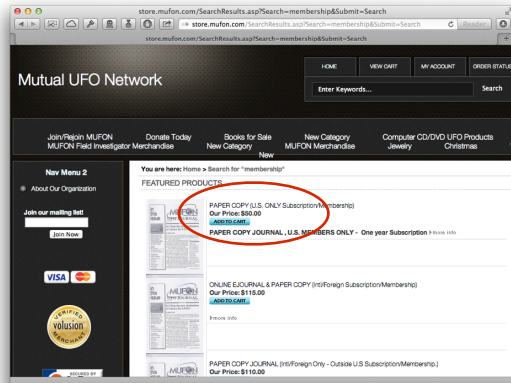 store.mufon.com/SearchResults.asp?Search=membership&Submit=Search
store.mufon.com/SearchResults.asp?Search=membership&Submit=Search
Reader
store.mufon.com/SearchResults.asp?Search=membership&Submit=Search
+
HOME
VIEW CART
MY ACCOUNT
ORDER STATU
Mutual UFO Network
Enter Keywords...
Search
Join/Rejoin MUFON
Donate Today
Books for Sale
New Category
Computer CD/DVD UFO Products
MUFON Field Investigator Merchandise
New Category
MUFON Merchandise
Jewelry
Christmas
New
Nav Menu 2
About Our Organization
Join our mailing list!
Join Now
VISA
VERIFIED
volusion
MERCHANT
SECURED BY
You are here: Home > Search for "membership"
FEATURED PRODUCTS
MUFON
JOURNAL
PAPER COPY (U.S. ONLY Subscription/Membership)
Our Price: $50.00
ADD TO CART
PAPER COPY JOURNAL , U.S. MEMBERS ONLY - One year Subscription more info
MUFON
JOURNAL
ONLINE EJOURNAL & PAPER COPY (Intl/Foreign Subscription/Membership)
Our Price: $115.00
ADD TO CART
more info
MUFON
PAPER COPY JOURNAL (Intl/Foreign Only - Outside U.S Subscription/Membership.)
Our Price: $110.00